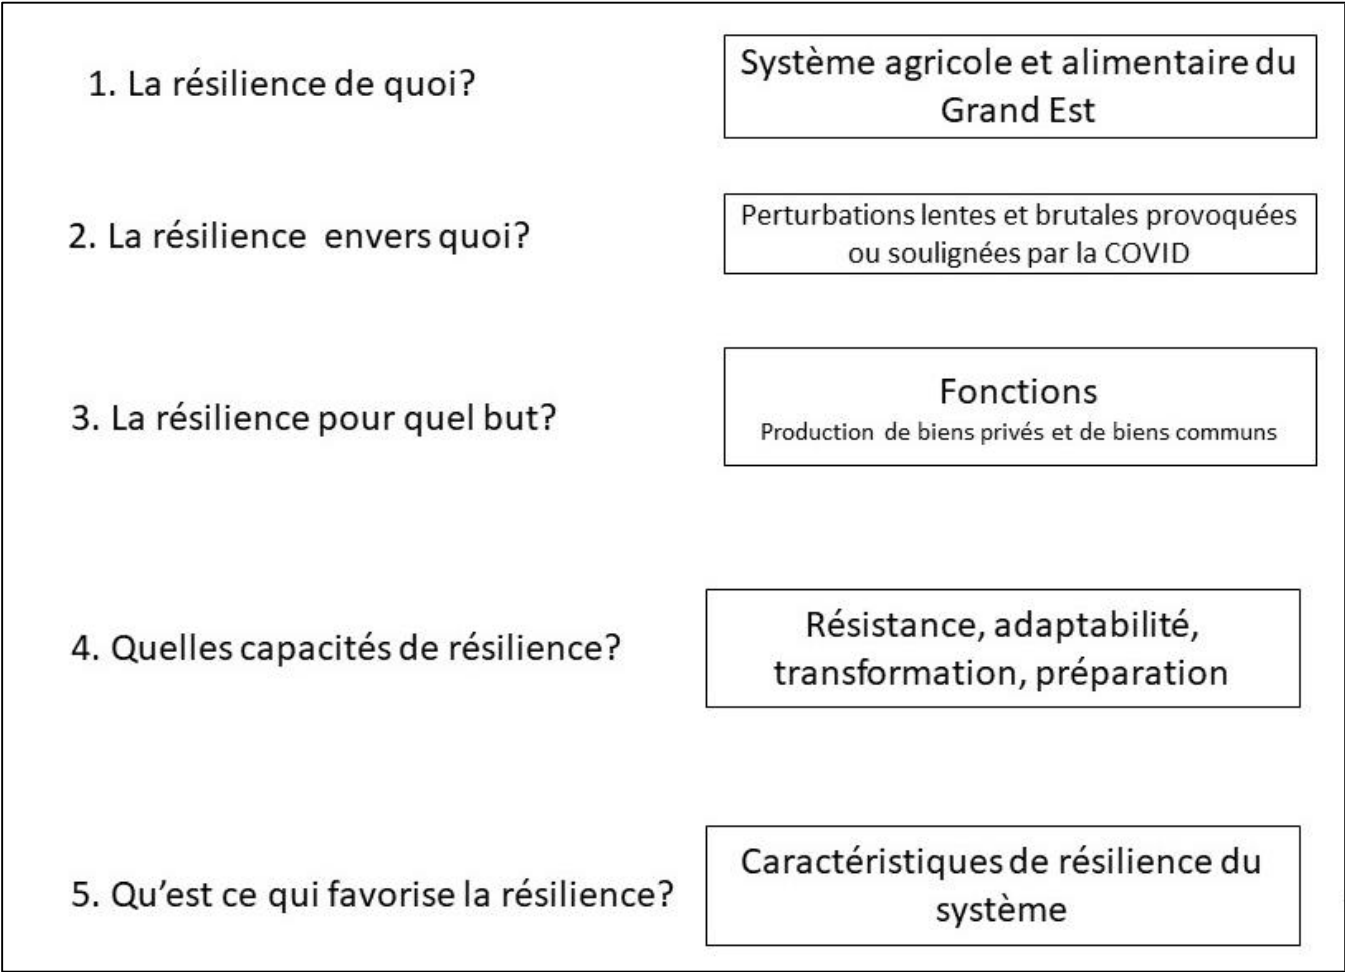 1. La résilience de quoi?
Système agricole et alimentaire du
Grand Est
2. La résilience envers quoi?
Perturbations lentes et brutales provoquées
ou soulignées par la COVID
3. La résilience pour quel but?
Fonctions
Production de biens privés et de biens communs
4. Quelles capacités de résilience?
Résistance, adaptabilité,
transformation, préparation
5. Qu’est ce qui favorise la résilience?
Caractéristiques de résilience du
système